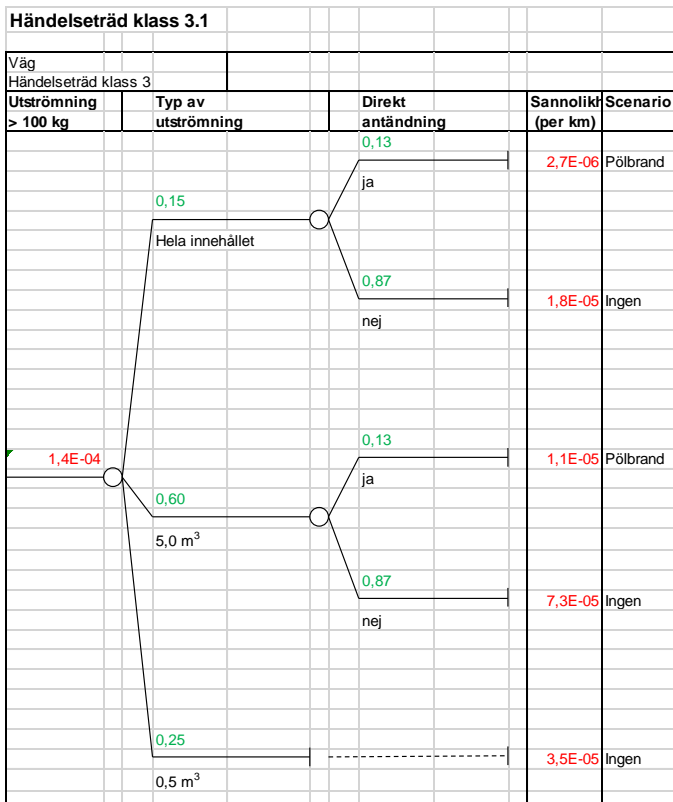 Händelseträd klass 3.1
Väg
Händelseträd klass 3
Utströmning Typ av Direkt Sannolikh Scenario
> 100 kg utströmning antändning (per km)
0,13
2,7E-06 Pölbrand
ja
0,15
Hela innehållet
0,87
1,8E-05 Ingen
nej
0,13
1,4E-04 1,1E-05 Pölbrand
ja
0,60
5,0 m³
0,87
7,3E-05 Ingen
nej
0,25
3,5E-05 Ingen
0,5 m³